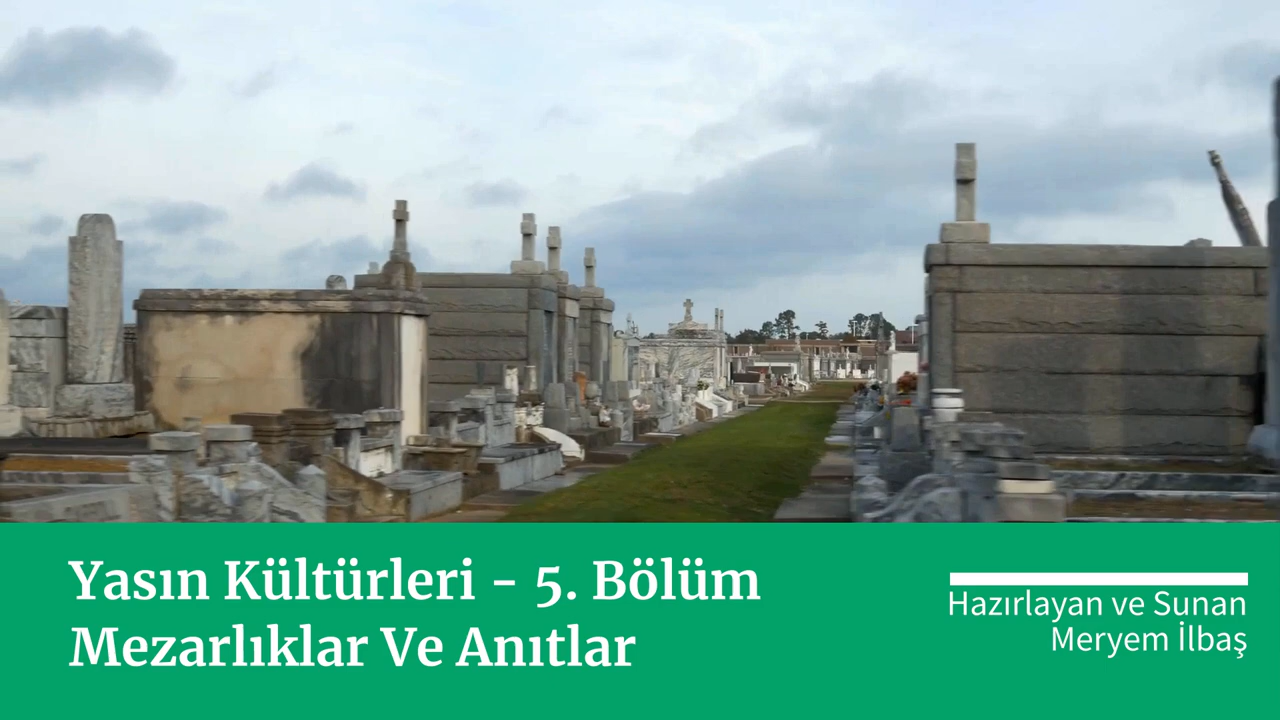 Yasın Kültürleri - 5. Bölüm
Mezarlıklar Ve Anıtlar
Hazırlayan ve Sunan
Meryem İlbaş